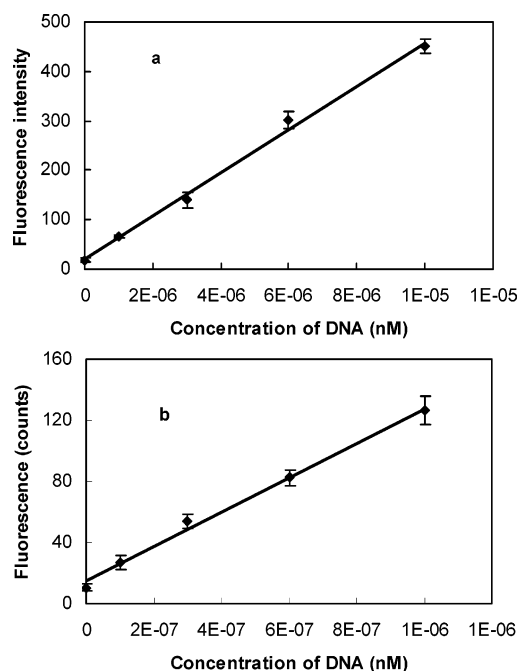 500
400
300
200
100
0
a
Fluorescence intensity
0 2E-06 4E-06 6E-06 8E-06 1E-05 1E-05
Concentration of DNA (nM)
160
120
80
40
0
b
Fluorescence (counts)
0 2E-07 4E-07 6E-07 8E-07 1E-06 1E-06
Concentration of DNA (nM)